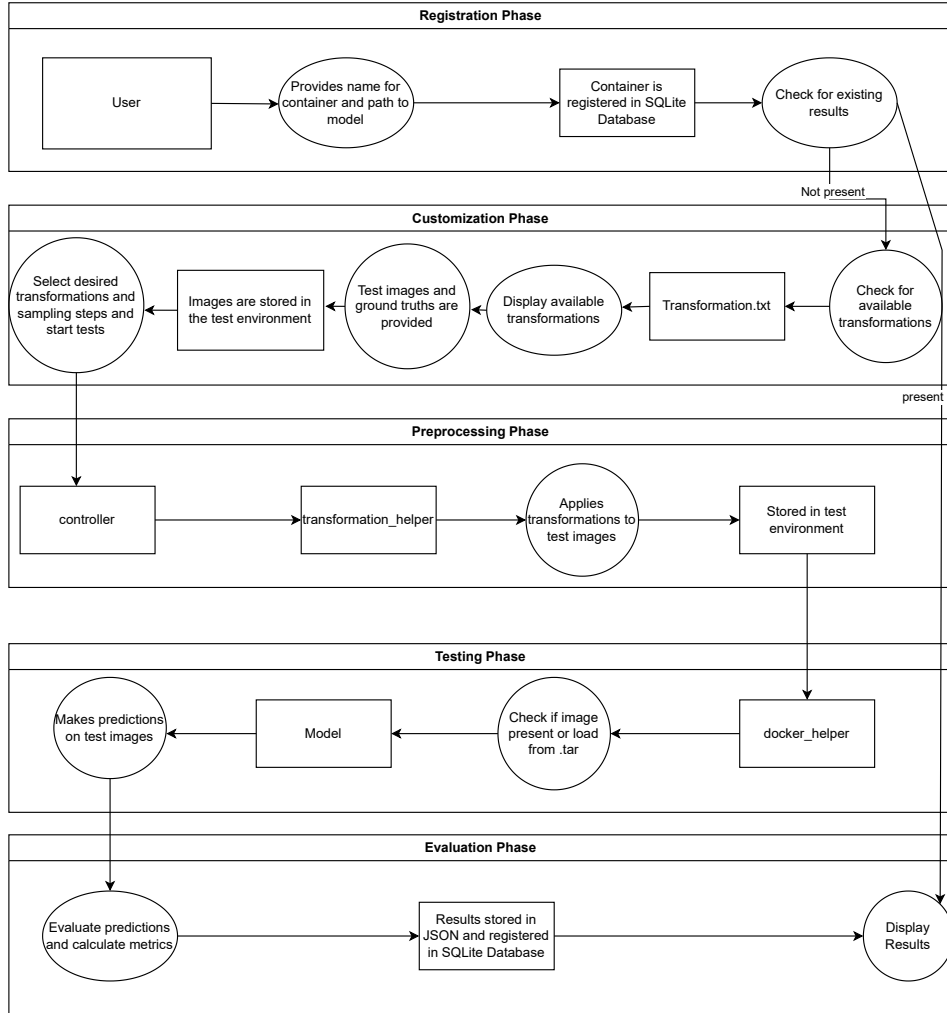 Registration Phase
User
Provides name for
container and path to
model
Container is
registered in SQLite
Database
Check for existing
results
Not present
Customization Phase
Select desired
transformations and
sampling steps and
start tests
Images are stored in
the test environment
Test images and
ground truths are
provided
Display available
transformations
Transformation.txt
Check for
available
transformations
present
Preprocessing Phase
controller
transformation_helper
Applies
transformations to
test images
Stored in test
environment
Testing Phase
Makes predictions
on test images
Model
Check if image
present or load
from .tar
docker_helper
Evaluation Phase
Evaluate predictions
and calculate metrics
Results stored in
JSON and registered
in SQLite Database
Display
Results